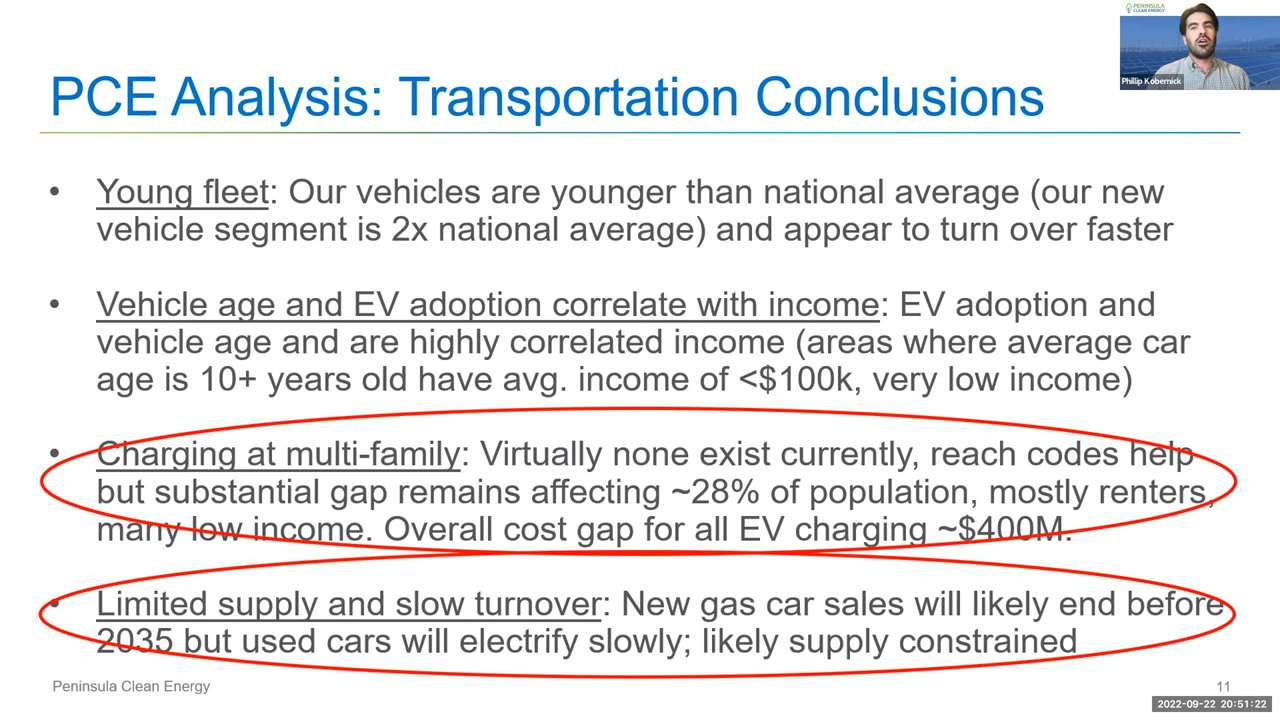 PENINSULA
CLEAN ENERGY
Phillip Kobernick
PCE Analysis: Transportation Conclusions
• Young fleet: Our vehicles are younger than national average (our new
vehicle segment is 2x national average) and appear to turn over faster
• Vehicle age and EV adoption correlate with income: EV adoption and
vehicle age and are highly correlated income (areas where average car
age is 10+ years old have avg. income of <$100k, very low income)
• Charging at multi-family: Virtually none exist currently, reach codes help
but substantial gap remains affecting ~28% of population, mostly renters,
many low income. Overall cost gap for all EV charging ~$400M.
• Limited supply and slow turnover: New gas car sales will likely end before
2035 but used cars will electrify slowly; likely supply constrained
Peninsula Clean Energy
11
2022-09-22 20:51:22